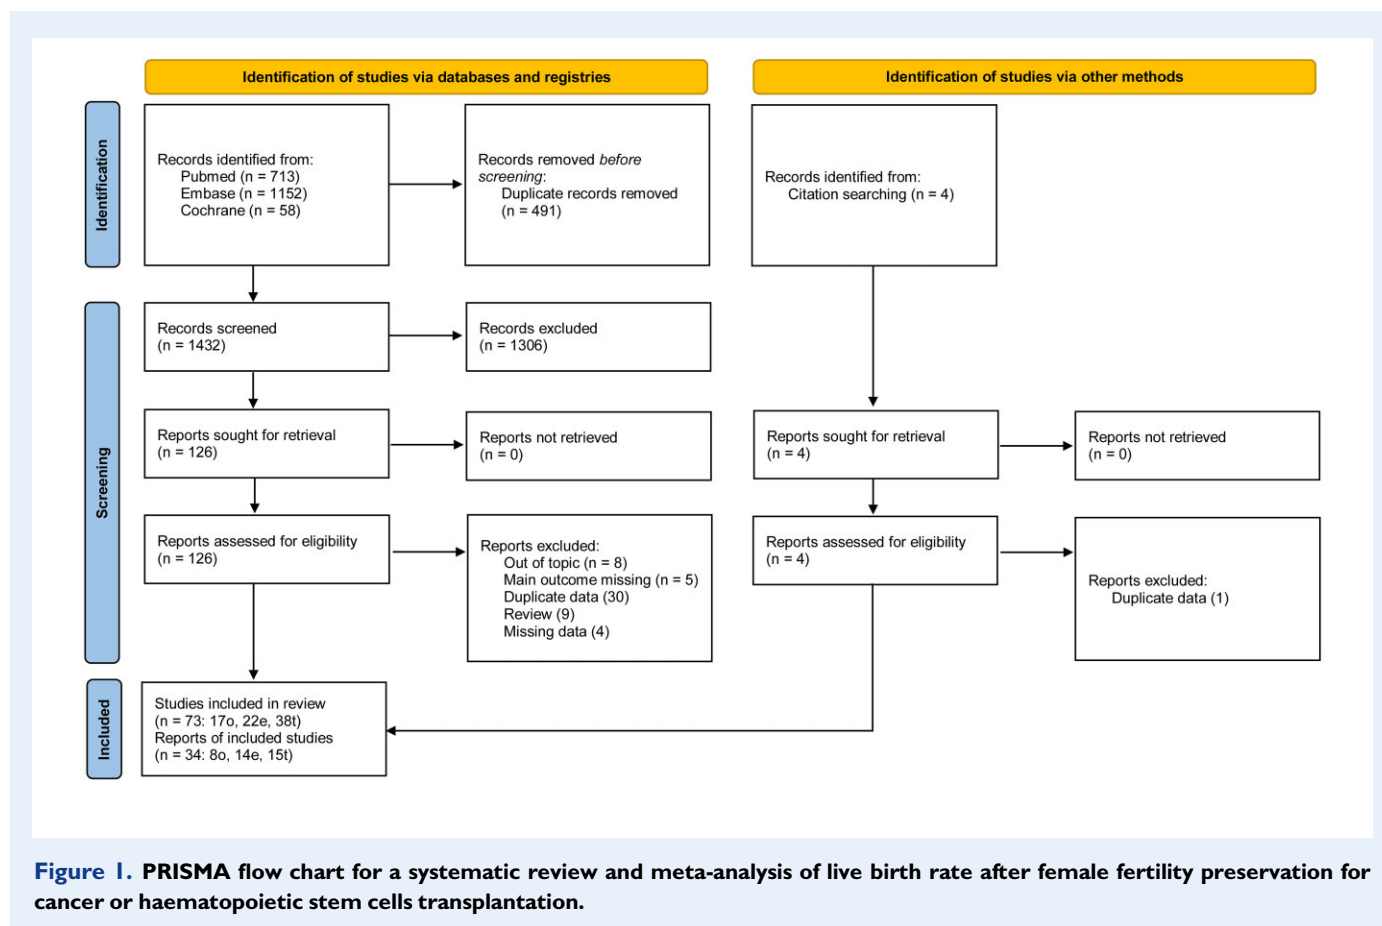 Identification of studies via databases and registries
Identification of studies via other methods
Identification
Records identified from:
Pubmed (n = 713)
Embase (n = 1152)
Cochrane (n = 58)
Records removed before
screening:
Duplicate records removed
(n = 491)
Records identified from:
Citation searching (n = 4)
Screening
Records screened
(n = 1432)
Records excluded
(n = 1306)
Reports sought for retrieval
(n = 126)
Reports not retrieved
(n = 0)
Reports sought for retrieval
(n = 4)
Reports not retrieved
(n = 0)
Reports assessed for eligibility
(n = 126)
Reports excluded:
Out of topic (n = 8)
Main outcome missing (n = 5)
Duplicate data (30)
Review (9)
Missing data (4)
Reports assessed for eligibility
(n = 4)
Reports excluded:
Duplicate data (1)
Included
Studies included in review
(n = 73: 17o, 22e, 38t)
Reports of included studies
(n = 34: 8o, 14e, 15t)
Figure 1. PRISMA flow chart for a systematic review and meta-analysis of live birth rate after female fertility preservation for
cancer or haematopoietic stem cells transplantation.